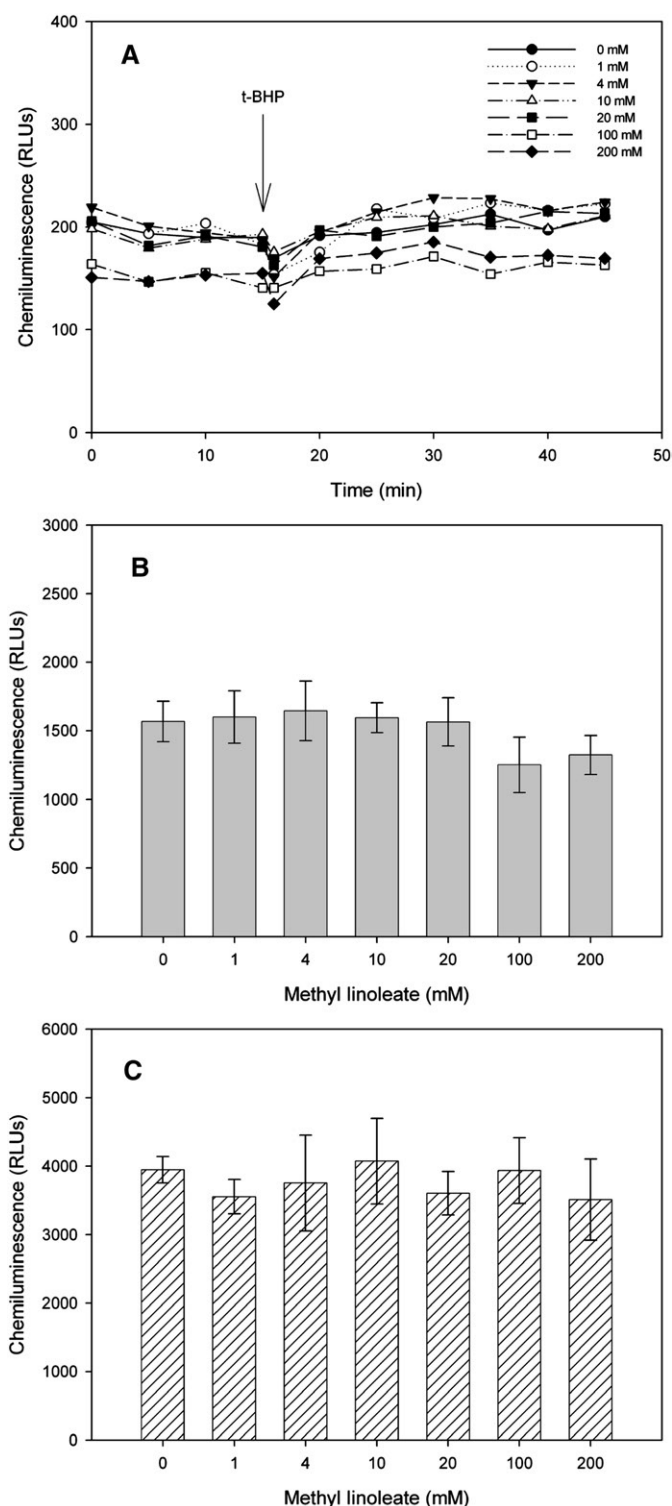 A
t-BHP
0 mM
1 mM
4 mM
10 mM
20 mM
100 mM
200 mM
400
300
200
100
0
Chemiluminescence (RLUs)
0 10 20 30 40 50
Time (min)
B
3000
2500
2000
1500
1000
500
0
Chemiluminescence (RLUs)
0 1 4 10 20 100 200
Methyl linoleate (mM)
C
6000
5000
4000
3000
2000
1000
0
Chemiluminescence (RLUs)
0 1 4 10 20 100 200
Methyl linoleate (mM)